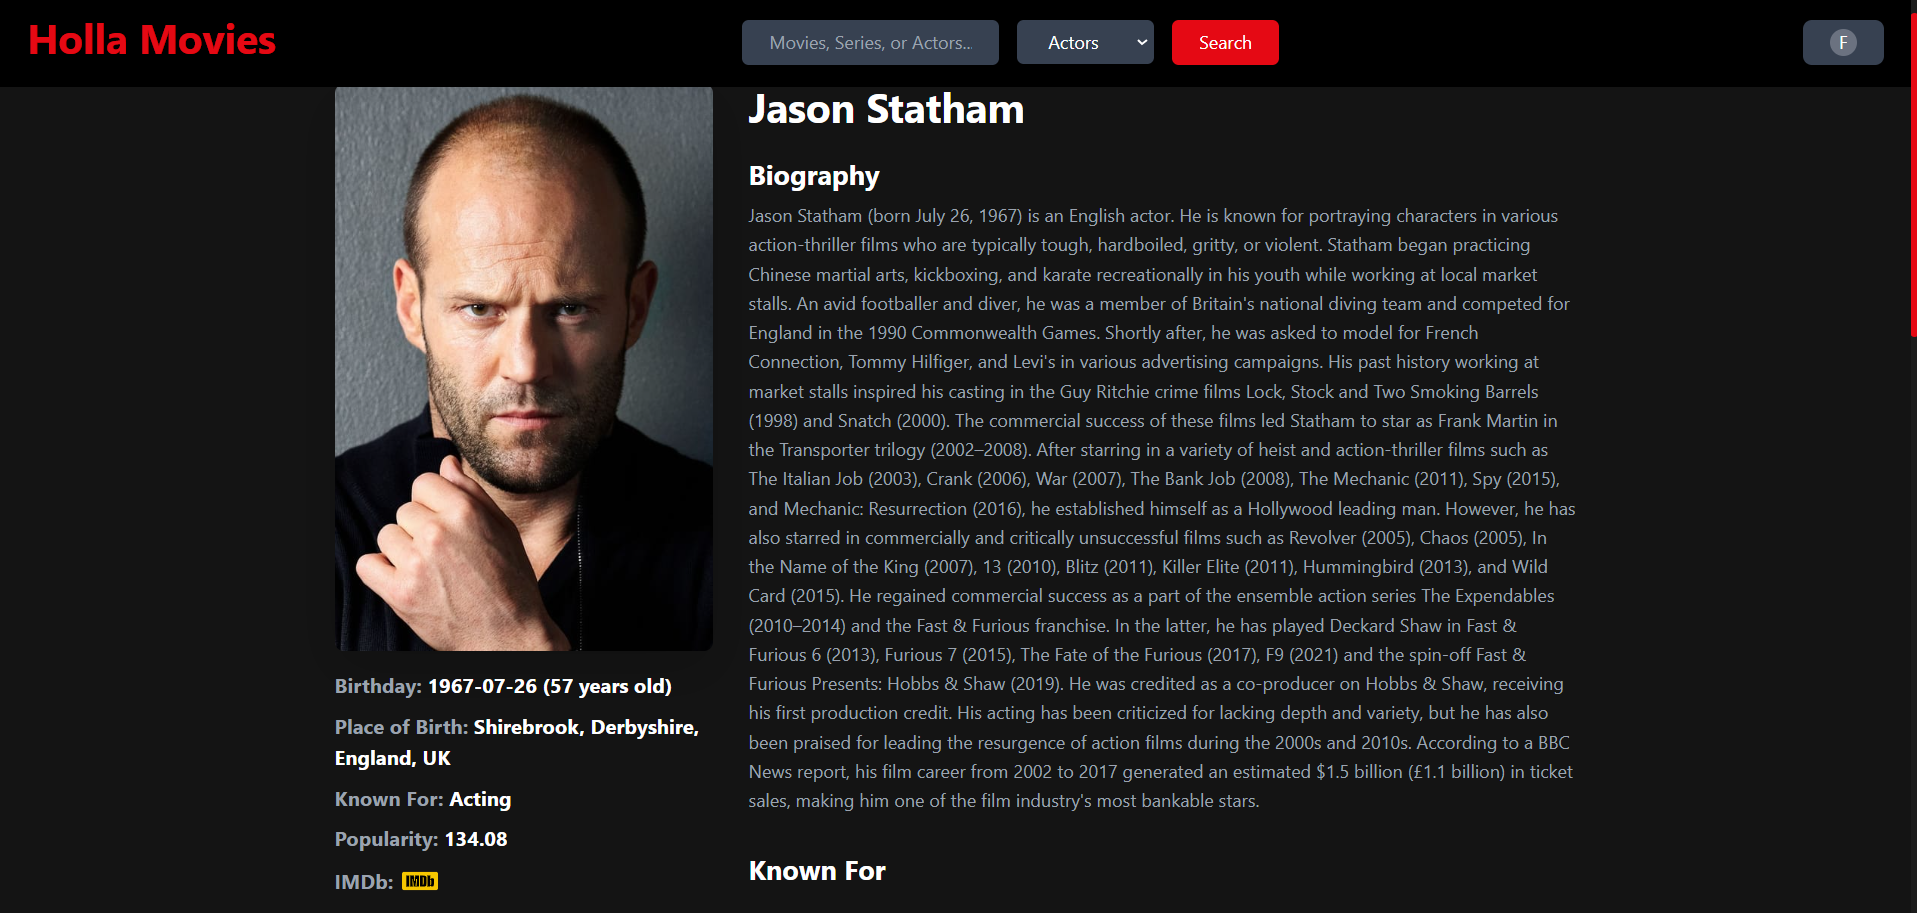 Holla Movies
Movies, Series, or Actors...
Actors
Search
F
Jason Statham
Biography
Jason Statham (born July 26, 1967) is an English actor. He is known for portraying characters in various
action-thriller films who are typically tough, hardboiled, gritty, or violent. Statham began practicing
Chinese martial arts, kickboxing, and karate recreationally in his youth while working at local market
stalls. An avid footballer and diver, he was a member of Britain's national diving team and competed for
England in the 1990 Commonwealth Games. Shortly after, he was asked to model for French
Connection, Tommy Hilfiger, and Levi's in various advertising campaigns. His past history working at
market stalls inspired his casting in the Guy Ritchie crime films Lock, Stock and Two Smoking Barrels
(1998) and Snatch (2000). The commercial success of these films led Statham to star as Frank Martin in
the Transporter trilogy (2002–2008). After starring in a variety of heist and action-thriller films such as
The Italian Job (2003), Crank (2006), War (2007), The Bank Job (2008), The Mechanic (2011), Spy (2015),
and Mechanic: Resurrection (2016), he established himself as a Hollywood leading man. However, he has
also starred in commercially and critically unsuccessful films such as Revolver (2005), Chaos (2005), In
the Name of the King (2007), 13 (2010), Blitz (2011), Killer Elite (2011), Hummingbird (2013), and Wild
Card (2015). He regained commercial success as a part of the ensemble action series The Expendables
(2010–2014) and the Fast & Furious franchise. In the latter, he has played Deckard Shaw in Fast &
Furious 6 (2013), Furious 7 (2015), The Fate of the Furious (2017), F9 (2021) and the spin-off Fast &
Furious Presents: Hobbs & Shaw (2019). He was credited as a co-producer on Hobbs & Shaw, receiving
his first production credit. His acting has been criticized for lacking depth and variety, but he has also
been praised for leading the resurgence of action films during the 2000s and 2010s. According to a BBC
News report, his film career from 2002 to 2017 generated an estimated $1.5 billion (£1.1 billion) in ticket
sales, making him one of the film industry's most bankable stars.
Known For
Birthday: 1967-07-26 (57 years old)
Place of Birth: Shirebrook, Derbyshire,
England, UK
Known For: Acting
Popularity: 134.08
IMDb: IMDb